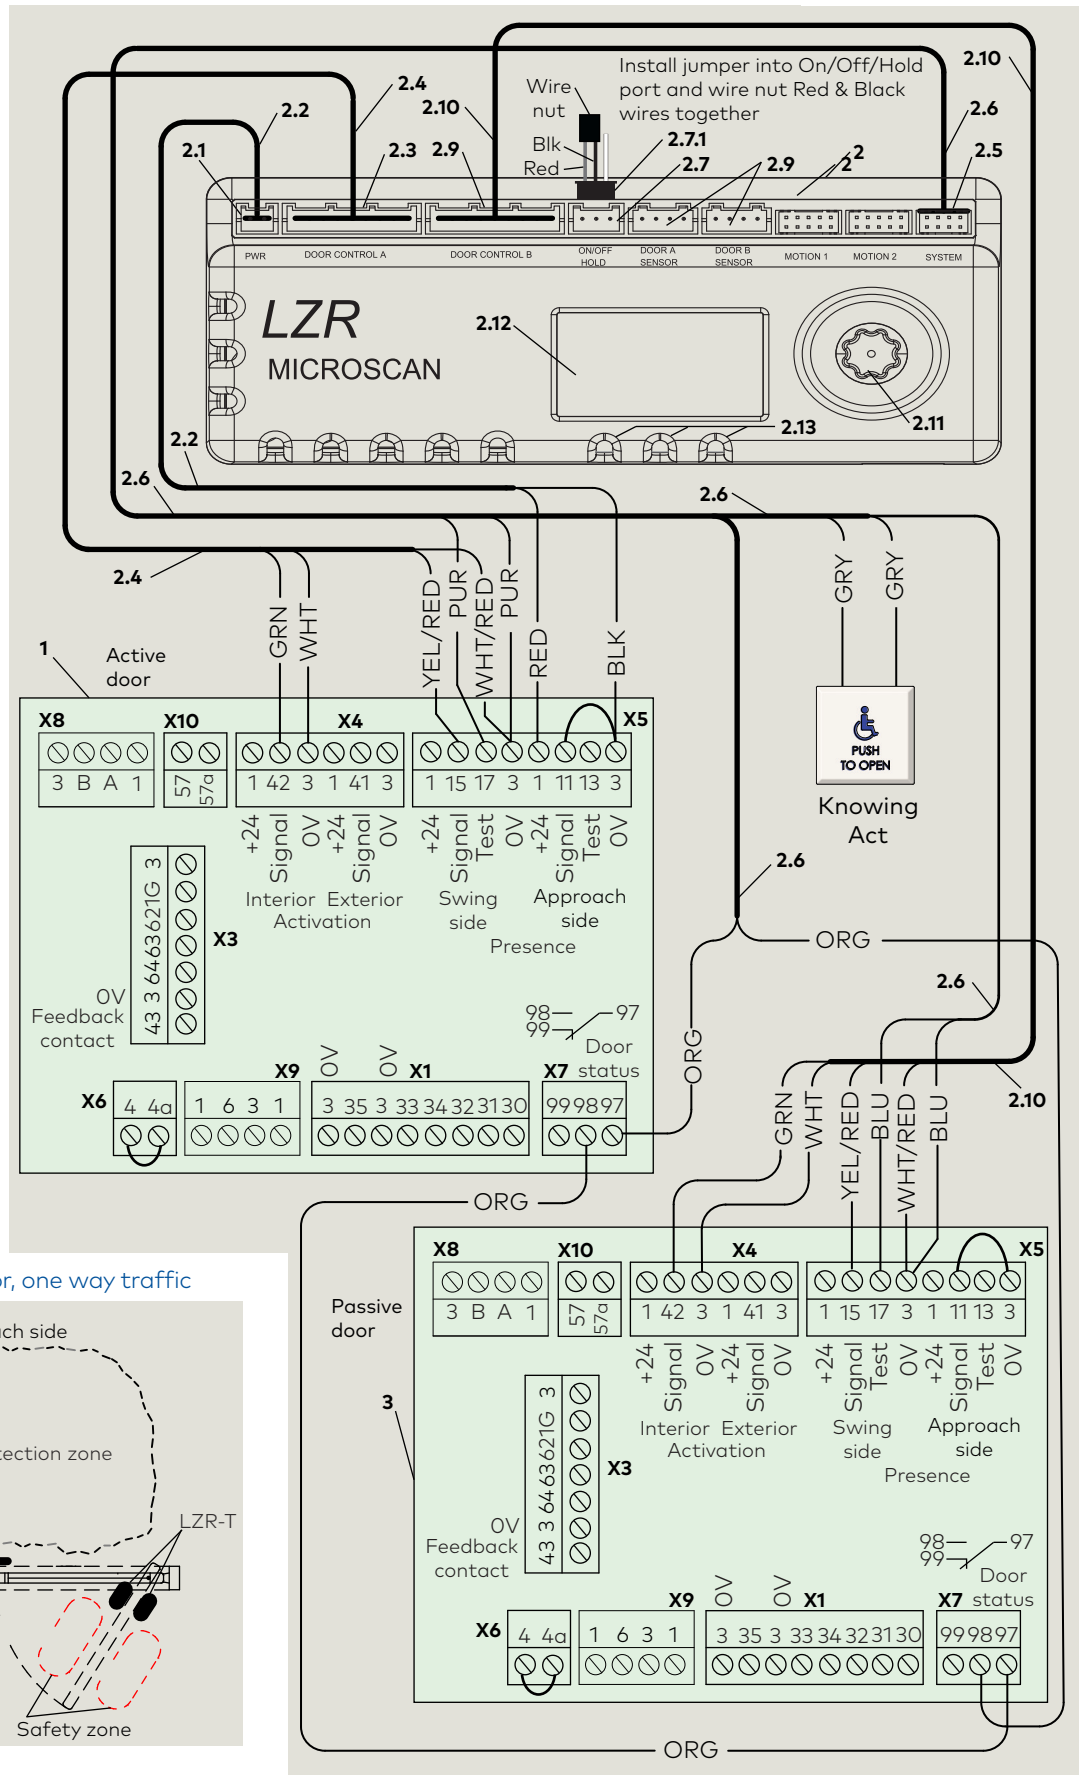 Install jumper into On/Off/Hold
port and wire nut Red & Black
wires together
Wire
nut
Blk
Red
2.10
2.4
2.10
2.2
2.6
2.1
2.3
2.9
2.7.1
2.7
2.9
2
2
2.5
PWR
DOOR CONTROL A
DOOR CONTROL B
ON/OFF
HOLD
DOOR A
SENSOR
DOOR B
SENSOR
MOTION 1
MOTION 2
SYSTEM
LZR
MICROSCAN
2.12
2.11
2.13
2.2
2.6
2.6
2.4
GRN
WHT
YEL/RED
PUR
WHT/RED
PUR
RED
BLK
GRY
GRY
PUSH
TO OPEN
Knowing
Act
1
Active
door
X8
X10
X4
X5
3 B A 1
57
57a
1 42 3 1 41 3
1 15 17 3 1 11 13 3
+24
Signal
0V
+24
Signal
0V
+24
Signal
Test
0V
+24
Signal
Test
0V
Interior Exterior
Activation
Swing
side
Approach
side
Presence
43 3 64 63 62 1G 3
X3
0V
Feedback
contact
98
99
97
Door
status
X9
0V
0V
X1
X7
X6
4 4a
1 6 3 1
3 35 3 33 34 32 31 30
99 98 97
2.6
ORG
2.6
ORG
2.10
ORG
GRN
WHT
YEL/RED
BLU
WHT/RED
BLU
Passive
door
3
X8
X10
X4
X5
3 B A 1
57
57a
1 42 3 1 41 3
1 15 17 3 1 11 13 3
+24
Signal
0V
+24
Signal
0V
+24
Signal
Test
0V
+24
Signal
Test
0V
Interior Exterior
Activation
Swing
side
Approach
side
Presence
43 3 64 63 62 1G 3
X3
0V
Feedback
contact
98
99
97
Door
status
X9
0V
0V
X1
X7
X6
4 4a
1 6 3 1
3 35 3 33 34 32 31 30
99 98 97
ORG
or, one way traffic
ach side
tection zone
LZR-T
Safety zone